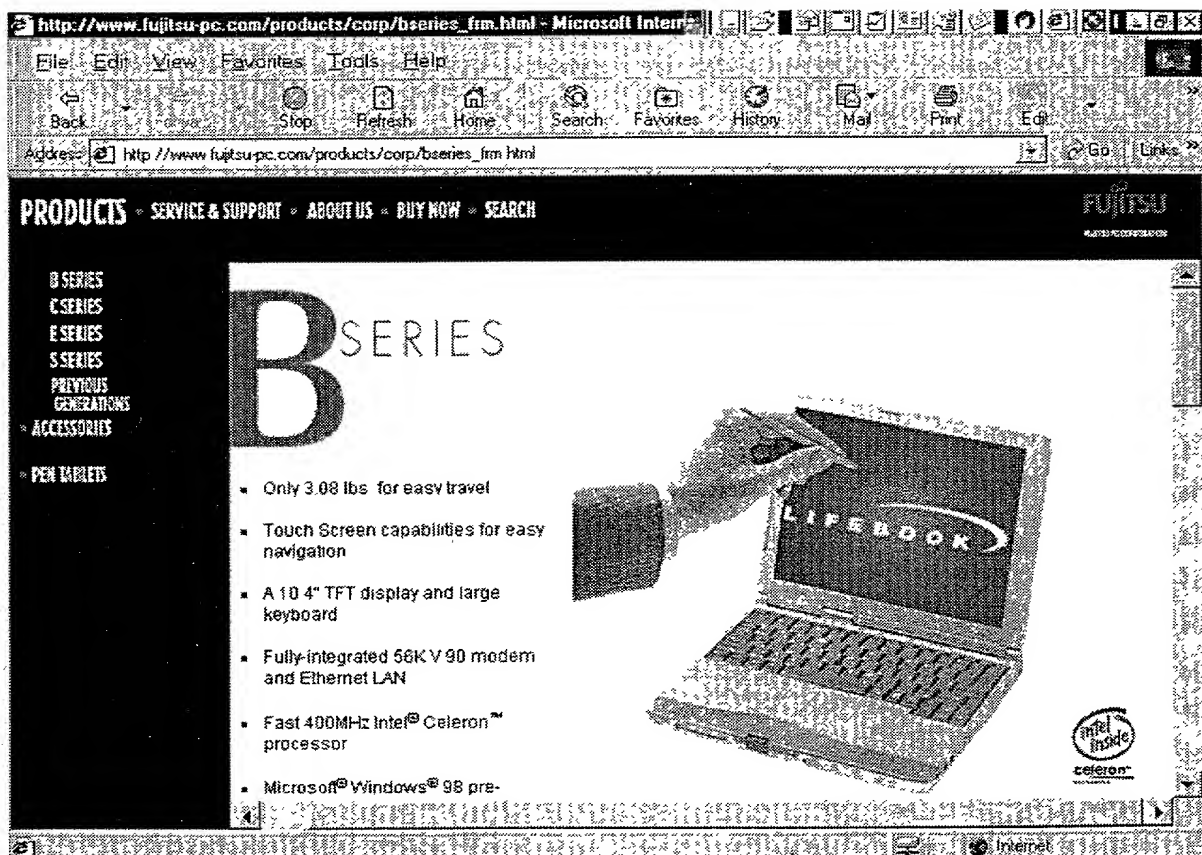 http://www.fujitsu-pc.com/products/corp/bseries_frm.html - Microsoft Intern
File Edit View Favorites Tools Help
Back Stop Refresh Home Search Favorites History Mail Print Edit
Address http //www fujitsu-pc.com/products/corp/bseries_frm html Go Links »
PRODUCTS SERVICE & SUPPORT ABOUT US BUY NOW SEARCH
FUJITSU
B SERIES
C SERIES
E SERIES
S SERIES
PREVIOUS
GENERATIONS
ACCESSORIES
PEN TABLETS
B SERIES
Only 3.08 lbs for easy travel
Touch Screen capabilities for easy
navigation
A 10 4" TFT display and large
keyboard
Fully-integrated 56K V 90 modem
and Ethernet LAN
Fast 400MHz Intel® Celeron™
processor
Microsoft® Windows® 98 pre-
LIFEBOOK
intel
inside
celeron™
Internet